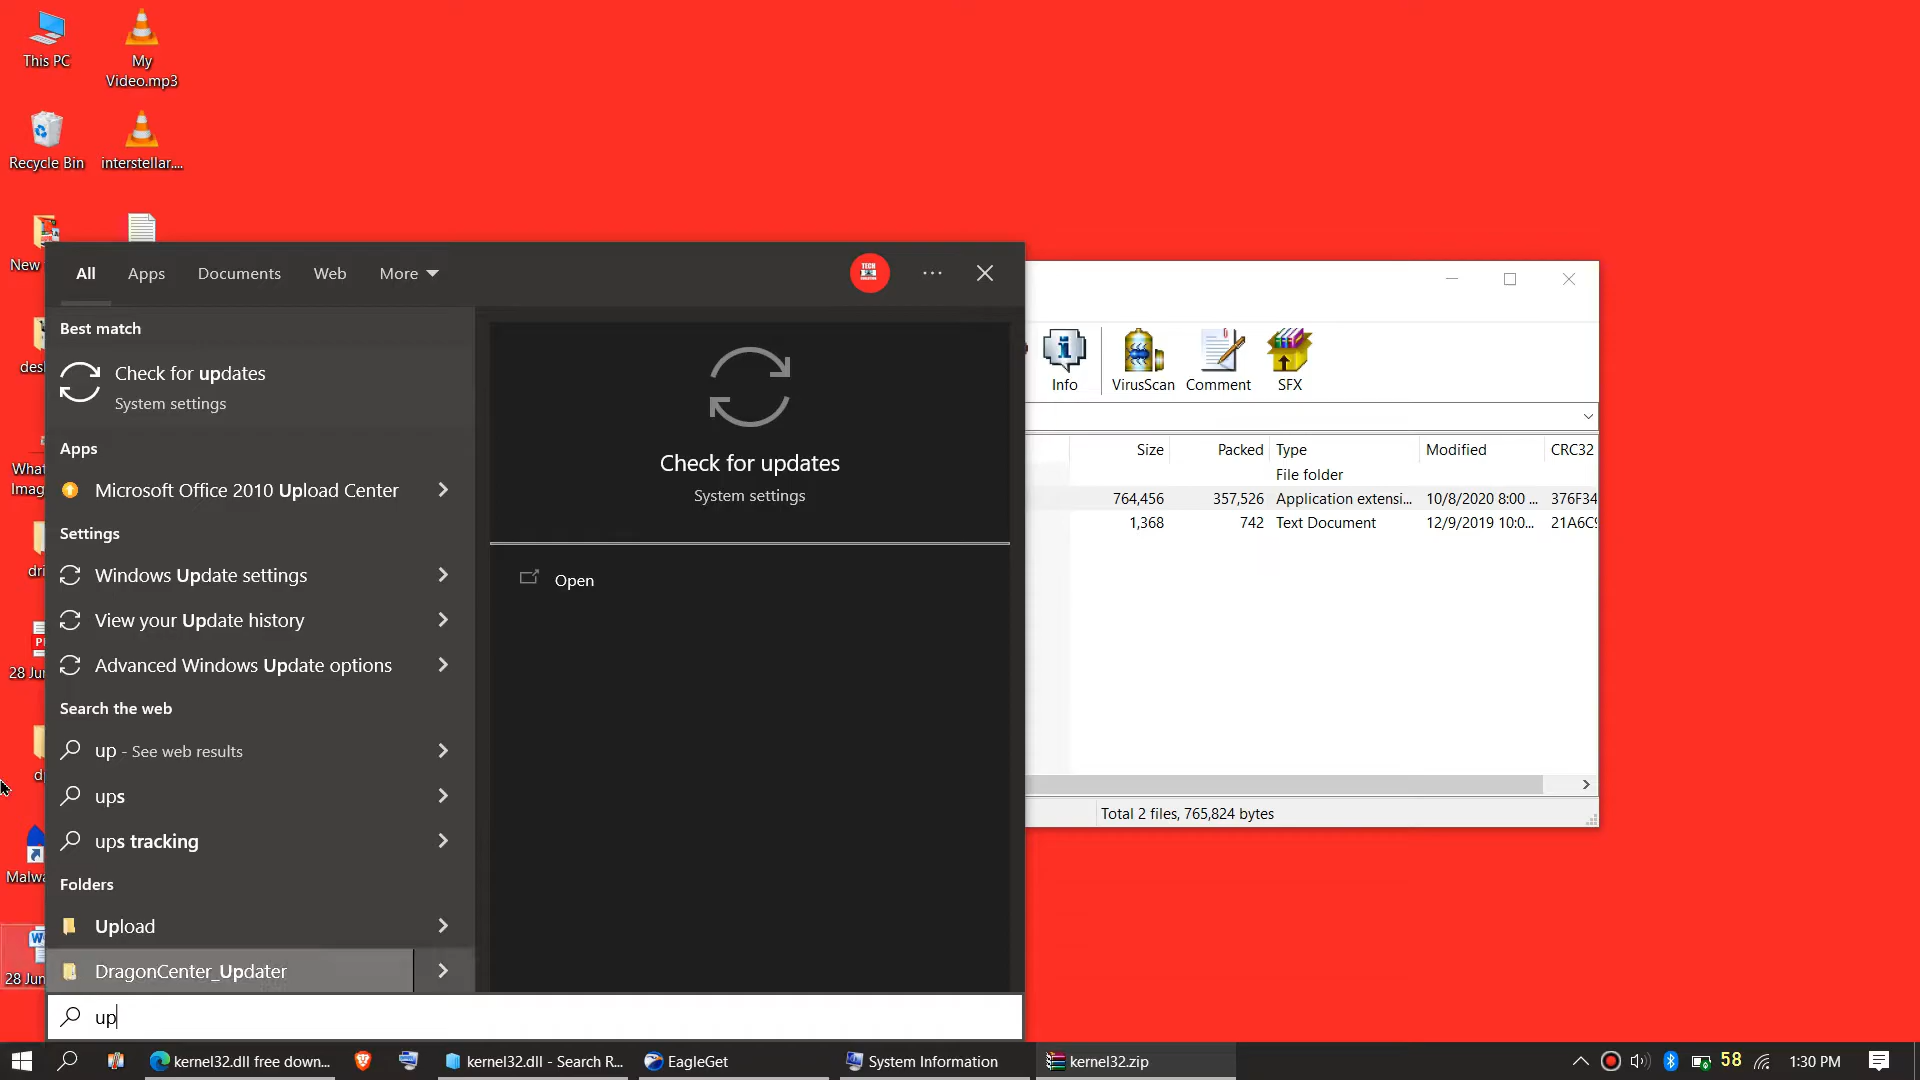 This PC
My
Video.mp3
Recycle Bin
interstellar....
New
desl
What
Imag
dri
28 Jun
Malwa
28 Jun
All
Apps
Documents
Web
More
TECH
Best match
Check for updates
System settings
Apps
Microsoft Office 2010 Upload Center
Settings
Windows Update settings
View your Update history
Advanced Windows Update options
Search the web
up - See web results
ups
ups tracking
Folders
Upload
DragonCenter_Updater
up
Check for updates
System settings
Open
Info
VirusScan
Comment
SFX
Size
Packed
Type
Modified
CRC32
File folder
764,456
357,526
Application extensi...
10/8/2020 8:00 ...
376F34
1,368
742
Text Document
12/9/2019 10:0...
21A6C
Total 2 files, 765,824 bytes
kernel32.dll free down...
kernel32.dll - Search R...
EagleGet
System Information
kernel32.zip
58
1:30 PM